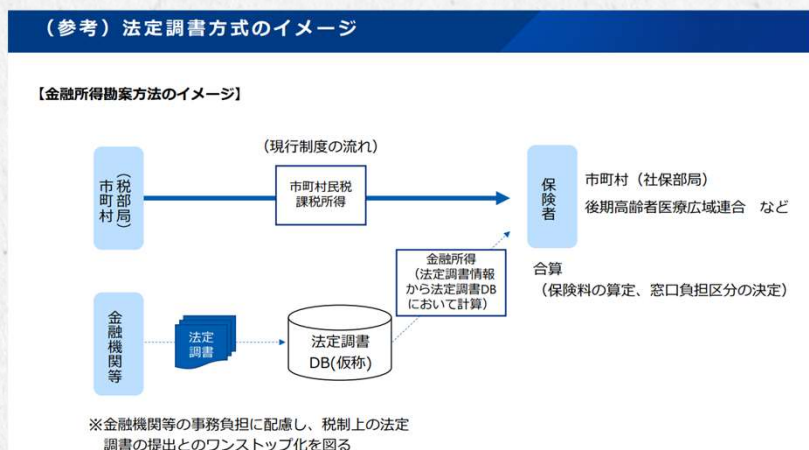 （参考）法定調書方式のイメージ
【金融所得勘案方法のイメージ】
（現行制度の流れ）
市町村
（税部局）
市町村民税
課税所得
保険者
市町村（社保部局）
後期高齢者医療広域連合　など
合算
（保険料の算定、窓口負担区分の決定）
金融所得
（法定調書情報
から法定調書DB
において計算）
金融機関等
法定
調書
法定調書
DB(仮称)
※金融機関等の事務負担に配慮し、税制上の法定
調書の提出とのワンストップ化を図る